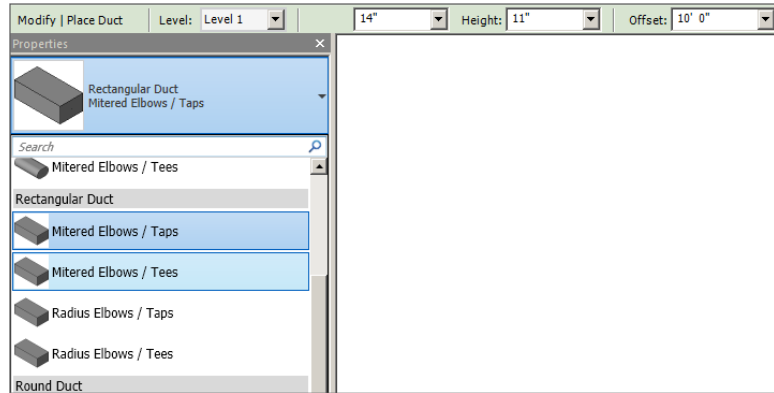 Modify | Place Duct Level: Level 1 14" Height: 11" Offset: 10' 0"
Properties
Rectangular Duct
Mitered Elbows / Taps
Search
Mitered Elbows / Tees
Rectangular Duct
Mitered Elbows / Taps
Mitered Elbows / Tees
Radius Elbows / Taps
Radius Elbows / Tees
Round Duct